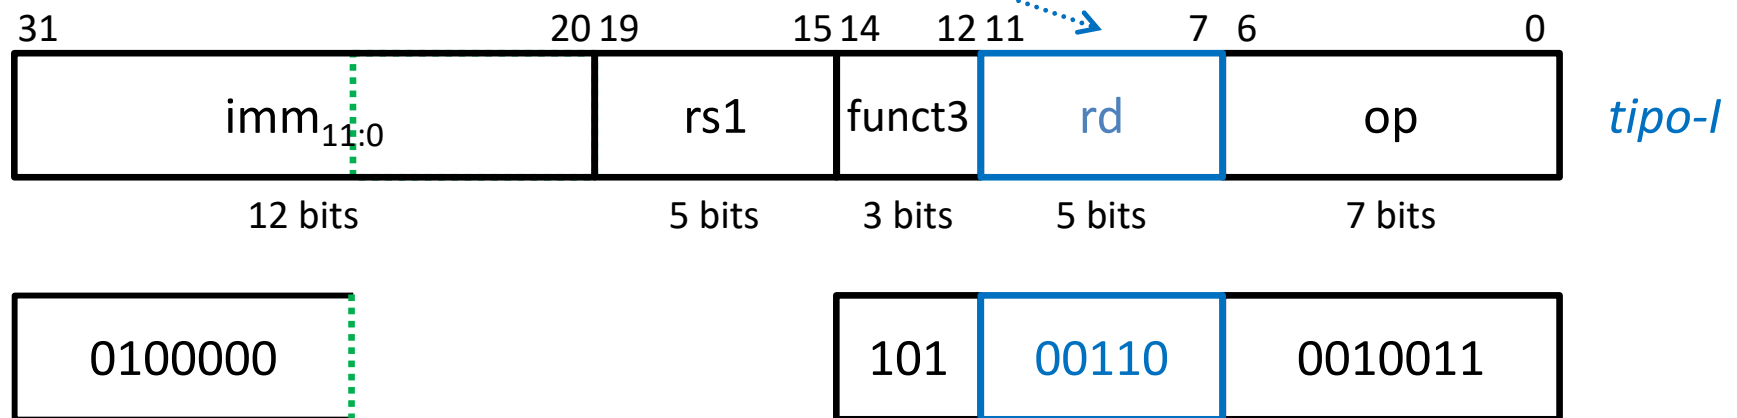 31 20 19 15 14 12 11 7 6 0
imm11:0 rs1 funct3 rd op tipo-I
12 bits 5 bits 3 bits 5 bits 7 bits
0100000 101 00110 0010011